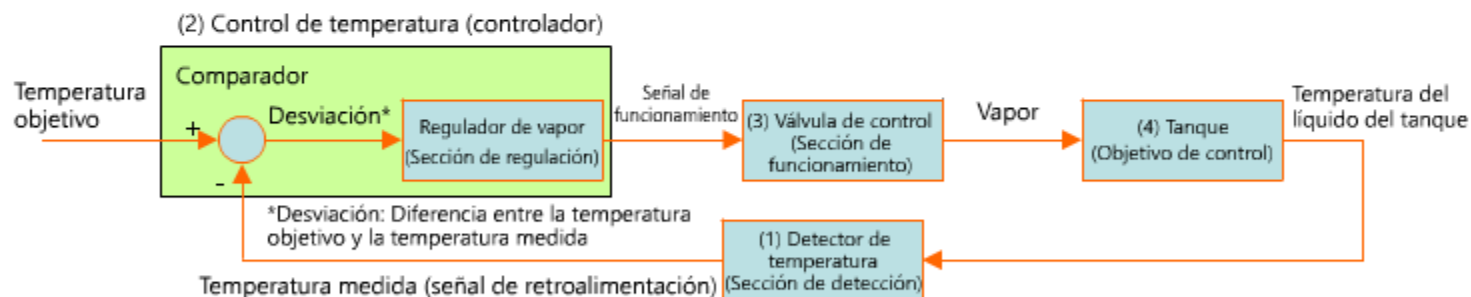 (2) Control de temperatura (controlador)
Comparador
Temperatura
objetivo
+
-
Desviación*
Regulador de vapor
(Sección de regulación)
Señal de
funcionamiento
(3) Válvula de control
(Sección de
funcionamiento)
Vapor
(4) Tanque
(Objetivo de control)
Temperatura del
líquido del tanque
*Desviación: Diferencia entre la temperatura
objetivo y la temperatura medida
(1) Detector de
temperatura
(Sección de detección)
Temperatura medida (señal de retroalimentación)